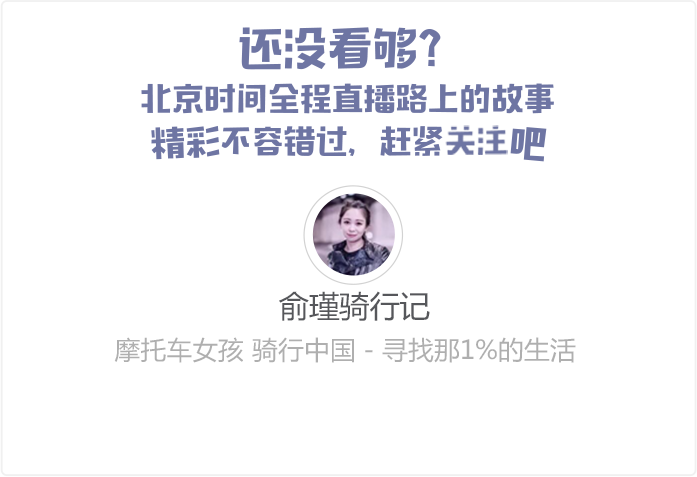 还没看够？
北京时间全程直播路上的故事
精彩不容错过，赶紧关注吧
俞瑾骑行记
摩托车女孩 骑行中国 - 寻找那1%的生活